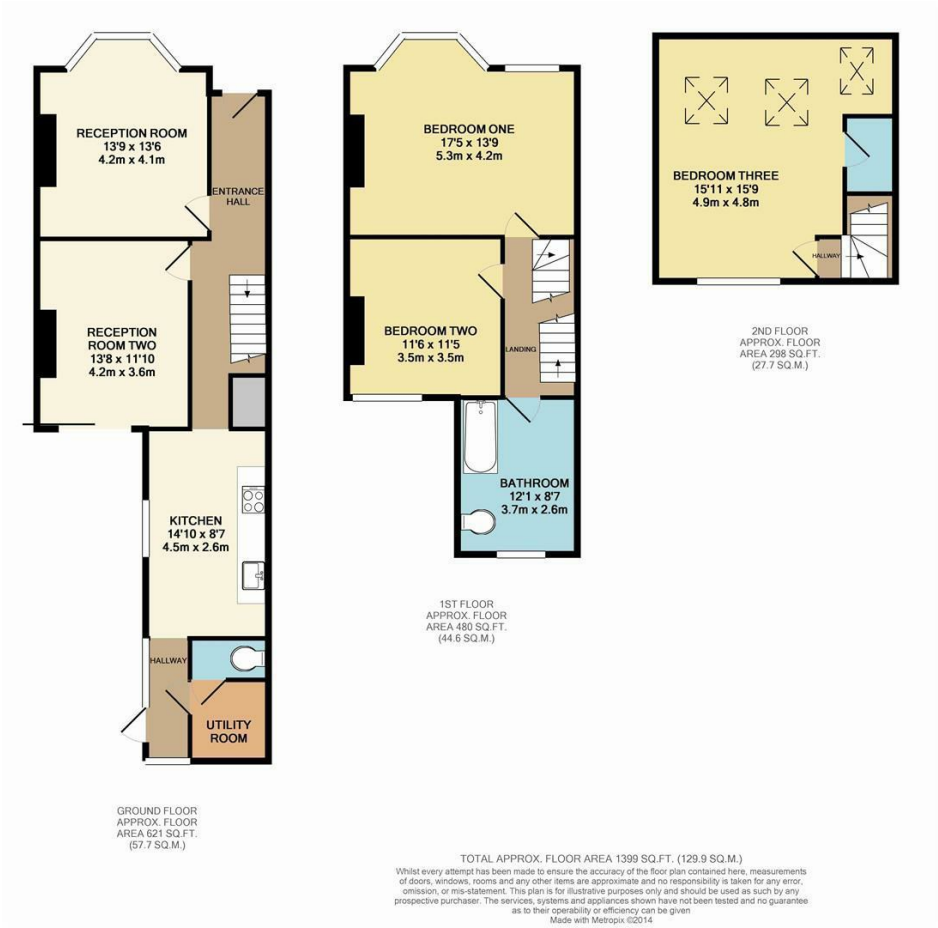 RECEPTION ROOM
13'9 x 13'6
4.2m x 4.1m
ENTRANCE
HALL
RECEPTION
ROOM TWO
13'8 x 11'10
4.2m x 3.6m
KITCHEN
14'10 x 8'7
4.5m x 2.6m
HALLWAY
UTILITY
ROOM
GROUND FLOOR
APPROX. FLOOR
AREA 621 SQ.FT.
(57.7 SQ.M.)
BEDROOM ONE
17'5 x 13'9
5.3m x 4.2m
BEDROOM TWO
11'6 x 11'5
3.5m x 3.5m
LANDING
BATHROOM
12'1 x 8'7
3.7m x 2.6m
1ST FLOOR
APPROX. FLOOR
AREA 480 SQ.FT.
(44.6 SQ.M.)
BEDROOM THREE
15'11 x 15'9
4.9m x 4.8m
HALLWAY
2ND FLOOR
APPROX. FLOOR
AREA 298 SQ.FT.
(27.7 SQ.M.)
TOTAL APPROX. FLOOR AREA 1399 SQ.FT. (129.9 SQ.M.)
Whilst every attempt has been made to ensure the accuracy of the floor plan contained here, measurements
of doors, windows, rooms and any other items are approximate and no responsibility is taken for any error,
omission, or mis-statement. This plan is for illustrative purposes only and should be used as such by any
prospective purchaser. The services, systems and appliances shown have not been tested and no guarantee
as to their operability or efficiency can be given
Made with Metropix ©2014